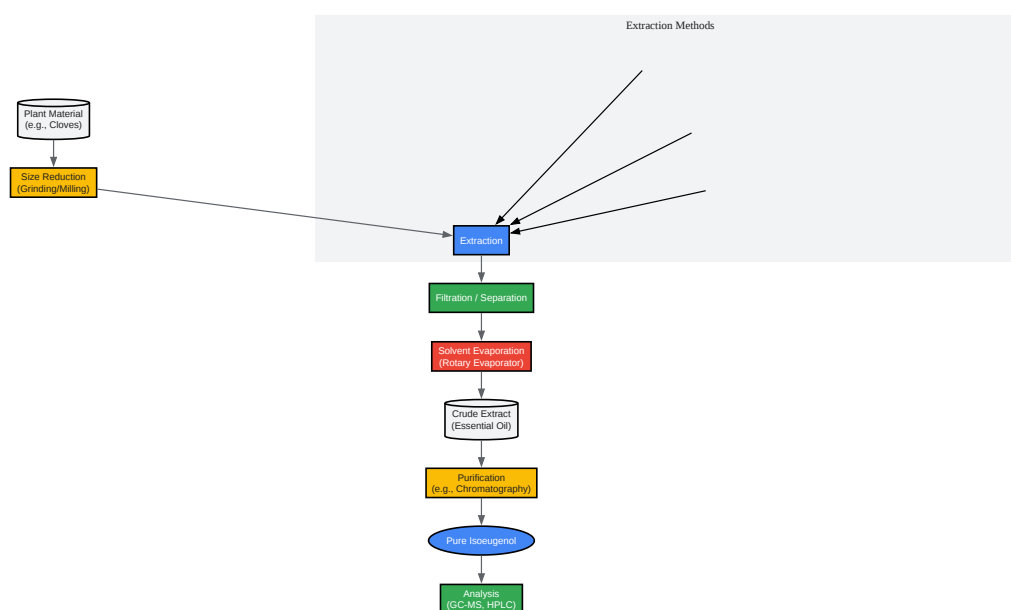 Extraction Methods
Plant Material
(e.g., Cloves)
Size Reduction
(Grinding/Milling)
Extraction
Filtration / Separation
Solvent Evaporation
(Rotary Evaporator)
Crude Extract
(Essential Oil)
Purification
(e.g., Chromatography)
Pure Isoeugenol
Analysis
(GC-MS, HPLC)